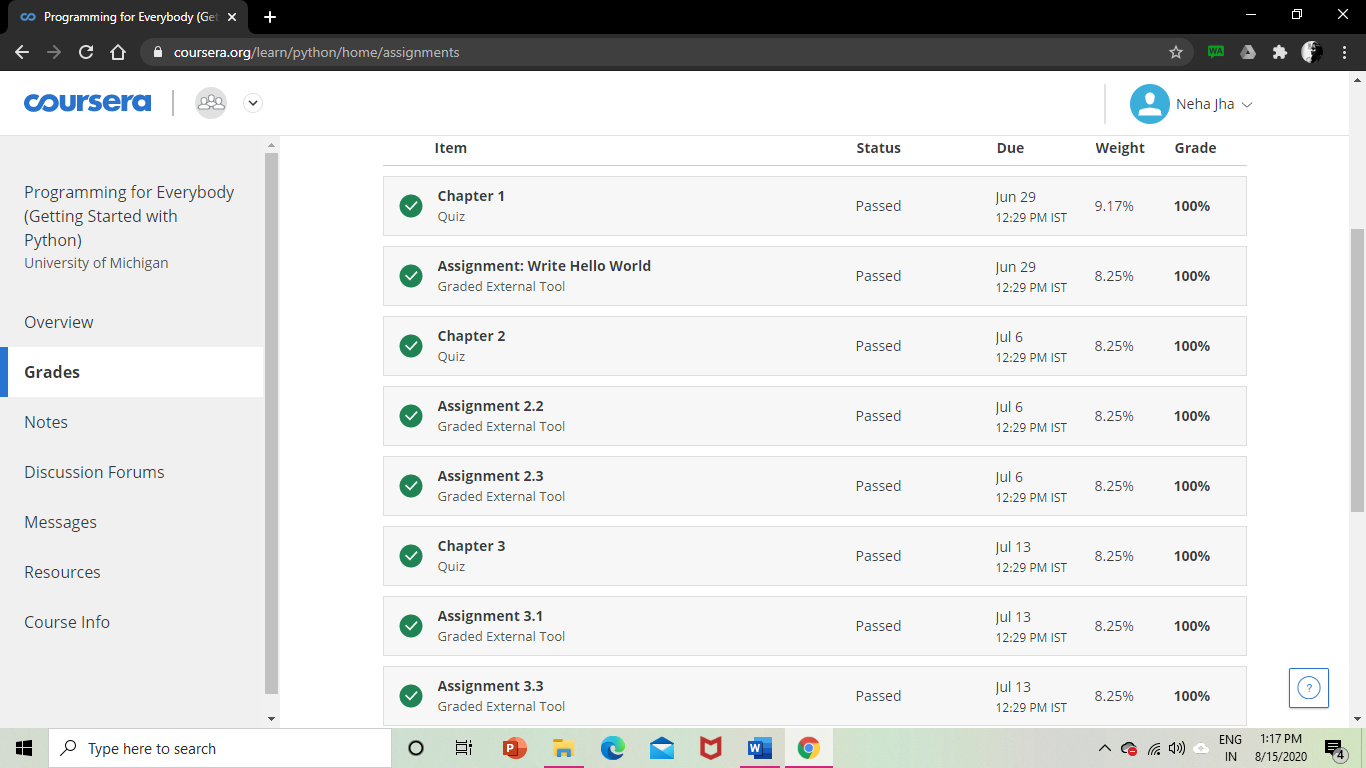 Programming for Everybody (Get
coursera.org/learn/python/home/assignments
WA
coursera
Neha Jha
Programming for Everybody
(Getting Started with
Python)
University of Michigan
Overview
Grades
Notes
Discussion Forums
Messages
Resources
Course Info
Item Status Due Weight Grade
Chapter 1
Quiz
Passed
Jun 29
12:29 PM IST
9.17%
100%
Assignment: Write Hello World
Graded External Tool
Passed
Jun 29
12:29 PM IST
8.25%
100%
Chapter 2
Quiz
Passed
Jul 6
12:29 PM IST
8.25%
100%
Assignment 2.2
Graded External Tool
Passed
Jul 6
12:29 PM IST
8.25%
100%
Assignment 2.3
Graded External Tool
Passed
Jul 6
12:29 PM IST
8.25%
100%
Chapter 3
Quiz
Passed
Jul 13
12:29 PM IST
8.25%
100%
Assignment 3.1
Graded External Tool
Passed
Jul 13
12:29 PM IST
8.25%
100%
Assignment 3.3
Graded External Tool
Passed
Jul 13
12:29 PM IST
8.25%
100%
?
Type here to search
ENG
IN
1:17 PM
8/15/2020
4